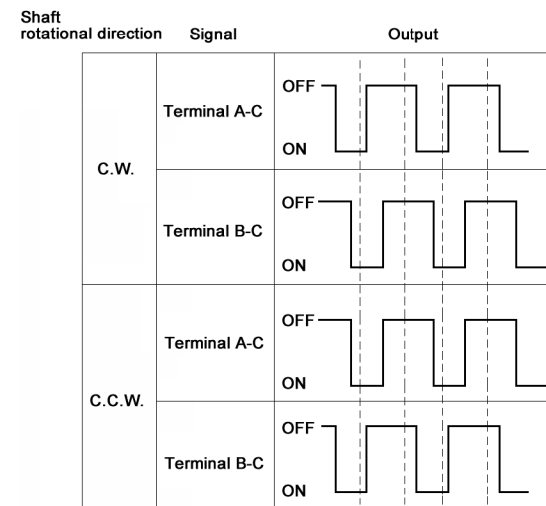 Shaft
rotational direction Signal Output
C.W.
Terminal A-C
OFF
ON
Terminal B-C
OFF
ON
C.C.W.
Terminal A-C
OFF
ON
Terminal B-C
OFF
ON